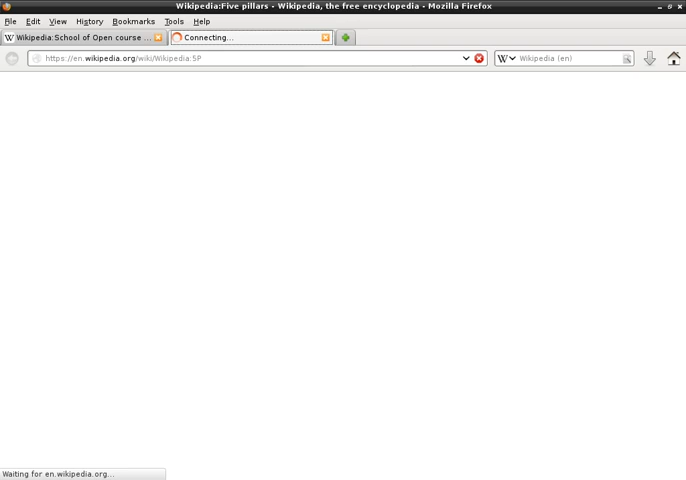 Wikipedia:Five pillars - Wikipedia, the free encyclopedia - Mozilla Firefox
File Edit View History Bookmarks Tools Help
Wikipedia:School of Open course ... Connecting...
https://en.wikipedia.org/wiki/Wikipedia:5P W Wikipedia (en)
Waiting for en.wikipedia.org...